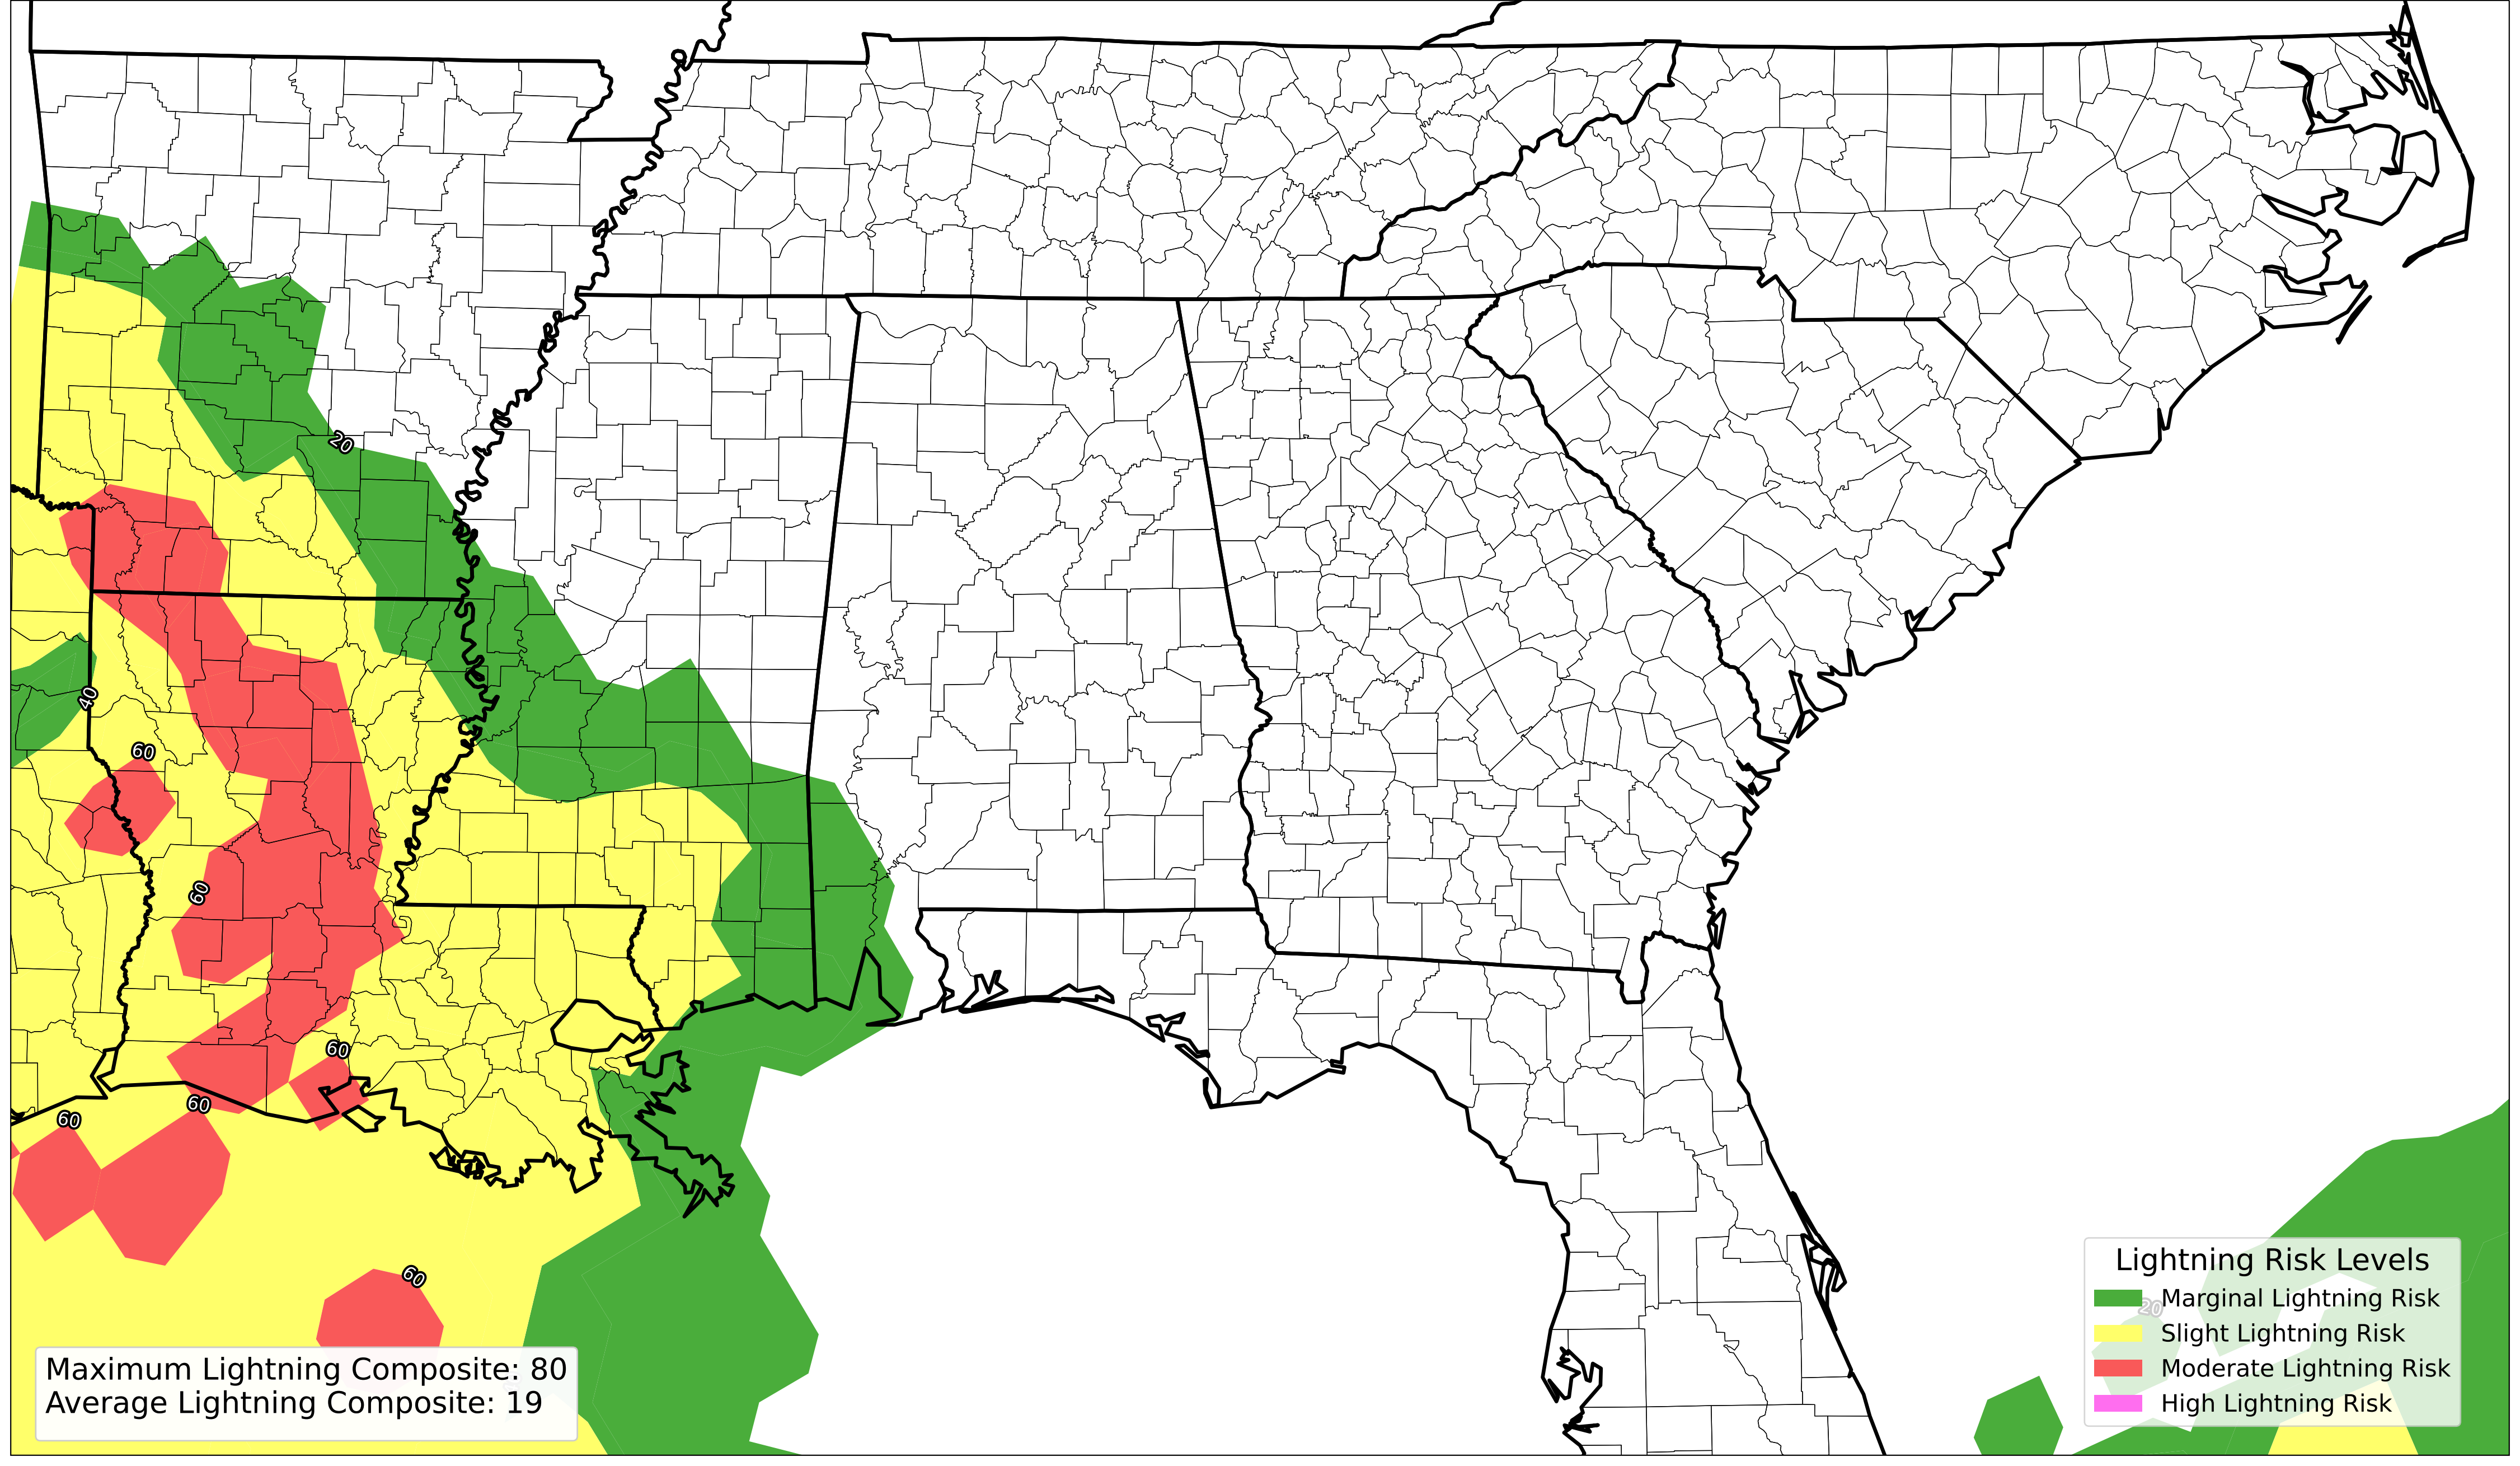 20
40
60
60
60
60
60
60
Maximum Lightning Composite: 80
Average Lightning Composite: 19
Lightning Risk Levels
20
Marginal Lightning Risk
Slight Lightning Risk
Moderate Lightning Risk
High Lightning Risk